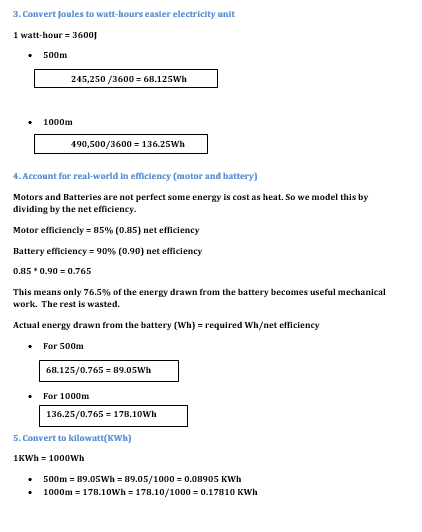 3. Convert Joules to watt-hours easier electricity unit
1 watt-hour = 3600J
• 500m
245,250 /3600 = 68.125Wh
• 1000m
490,500/3600 = 136.25Wh
4. Account for real-world in efficiency (motor and battery)
Motors and Batteries are not perfect some energy is cost as heat. So we model this by
dividing by the net efficiency.
Motor efficiencly = 85% (0.85) net efficiency
Battery efficiency = 90% (0.90) net efficiency
0.85 * 0.90 = 0.765
This means only 76.5% of the energy drawn from the battery becomes useful mechanical
work. The rest is wasted.
Actual energy drawn from the battery (Wh) = required Wh/net efficiency
• For 500m
68.125/0.765 = 89.05Wh
• For 1000m
136.25/0.765 = 178.10Wh
5. Convert to kilowatt(KWh)
1KWh = 1000Wh
• 500m = 89.05Wh = 89.05/1000 = 0.08905 KWh
• 1000m = 178.10Wh = 178.10/1000 = 0.17810 KWh